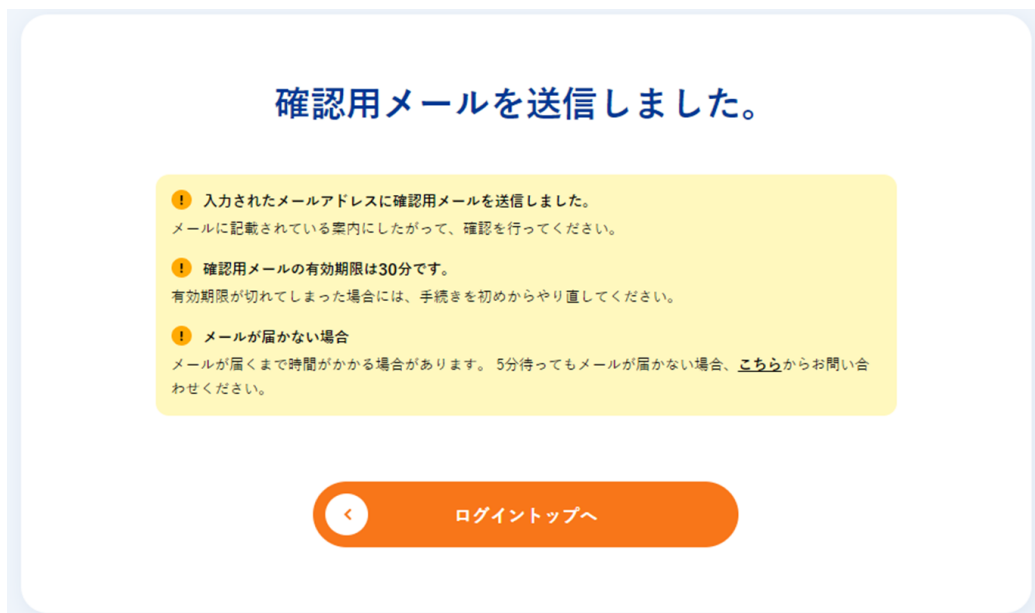 確認用メールを送信しました。
! 入力されたメールアドレスに確認用メールを送信しました。
メールに記載されている案内にしたがって、確認を行ってください。
! 確認用メールの有効期限は30分です。
有効期限が切れてしまった場合には、手続きを初めからやり直してください。
! メールが届かない場合
メールが届くまで時間がかかる場合があります。 5分待ってもメールが届かない場合、こちらからお問い合
わせください。
ログイントップへ